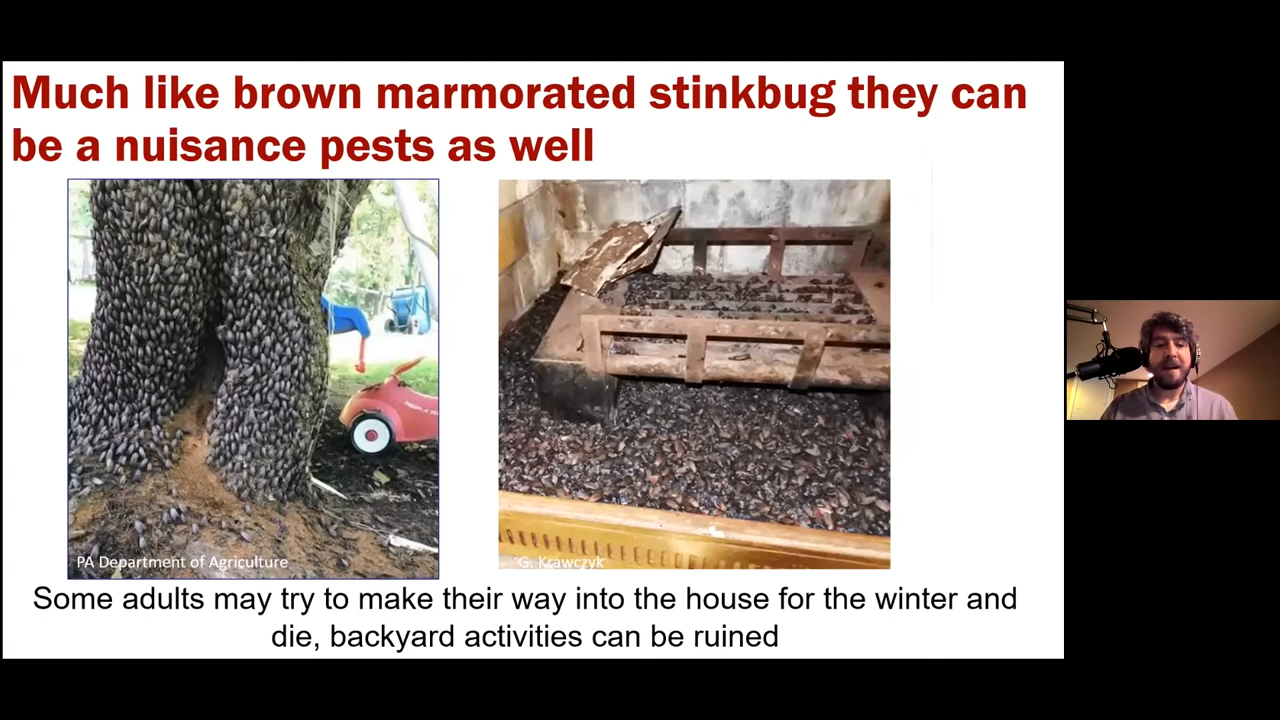 Much like brown marmorated stinkbug they can
be a nuisance pests as well
PA Department of Agriculture
G. Krawczyk
Some adults may try to make their way into the house for the winter and
die, backyard activities can be ruined